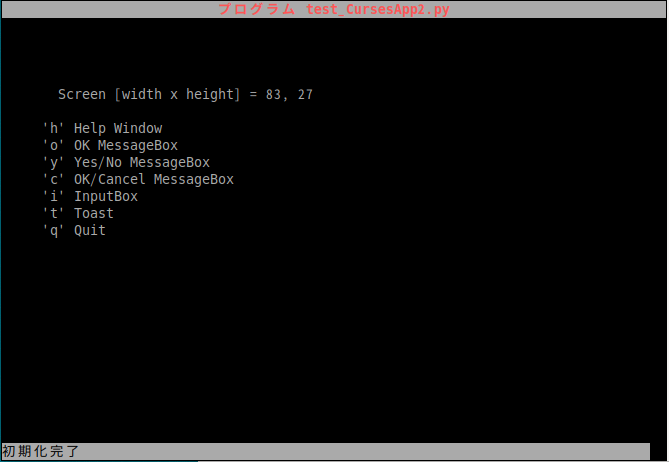 プログラム test_CursesApp2.py
Screen [width x height] = 83, 27
'h' Help Window
'o' OK MessageBox
'y' Yes/No MessageBox
'c' OK/Cancel MessageBox
'i' InputBox
't' Toast
'q' Quit
初期化完了